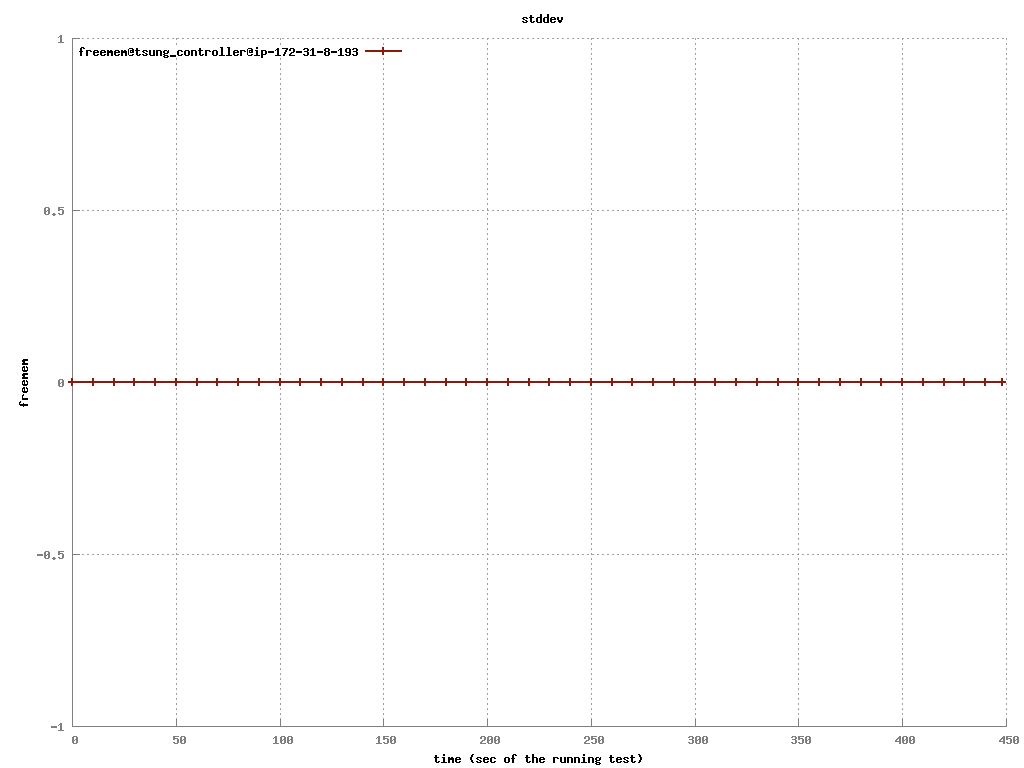 stddev
freemem@tsung_controller@ip-172-31-8-193
1
0.5
0
-0.5
-1
freemem
0 50 100 150 200 250 300 350 400 450
time (sec of the running test)